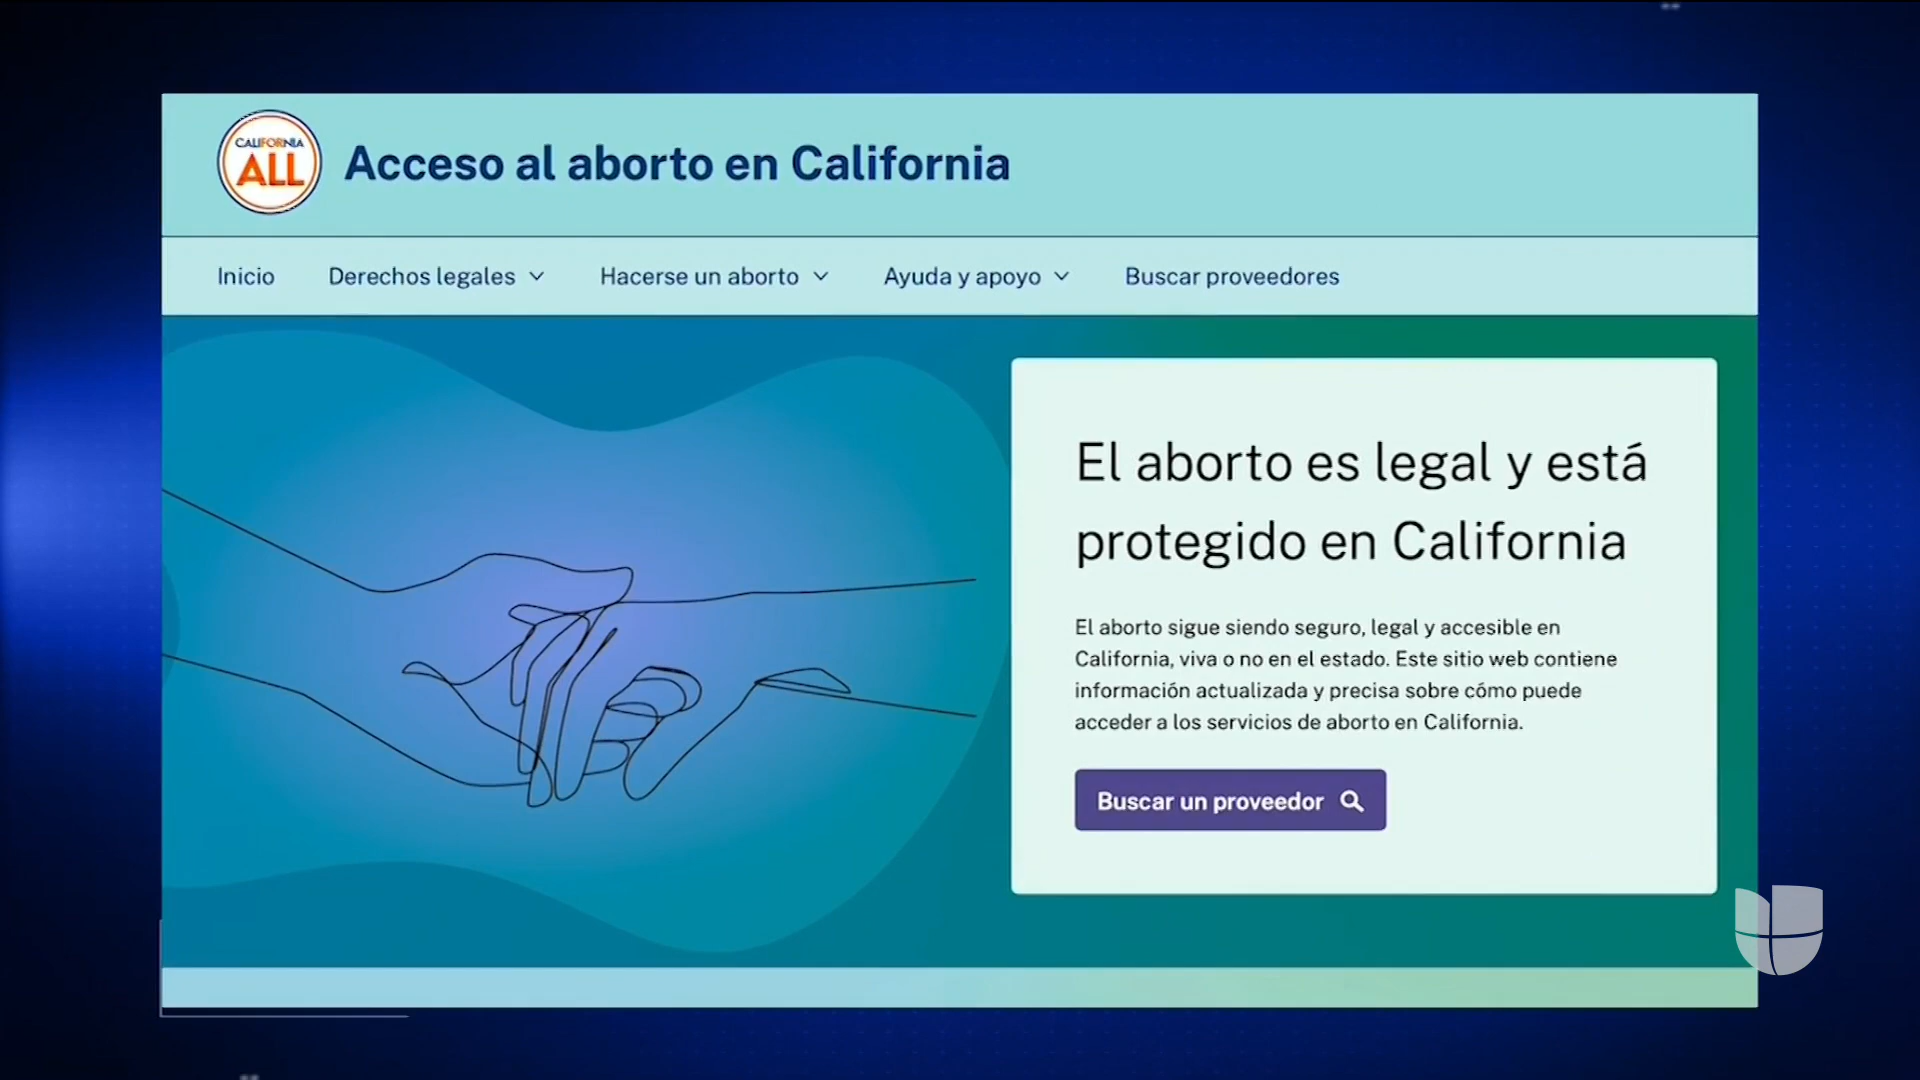 CALIFORNIA
ALL
Acceso al aborto en California
Inicio Derechos legales Hacerse un aborto Ayuda y apoyo Buscar proveedores
El aborto es legal y está
protegido en California
El aborto sigue siendo seguro, legal y accesible en
California, viva o no en el estado. Este sitio web contiene
información actualizada y precisa sobre cómo puede
acceder a los servicios de aborto en California.
Buscar un proveedor